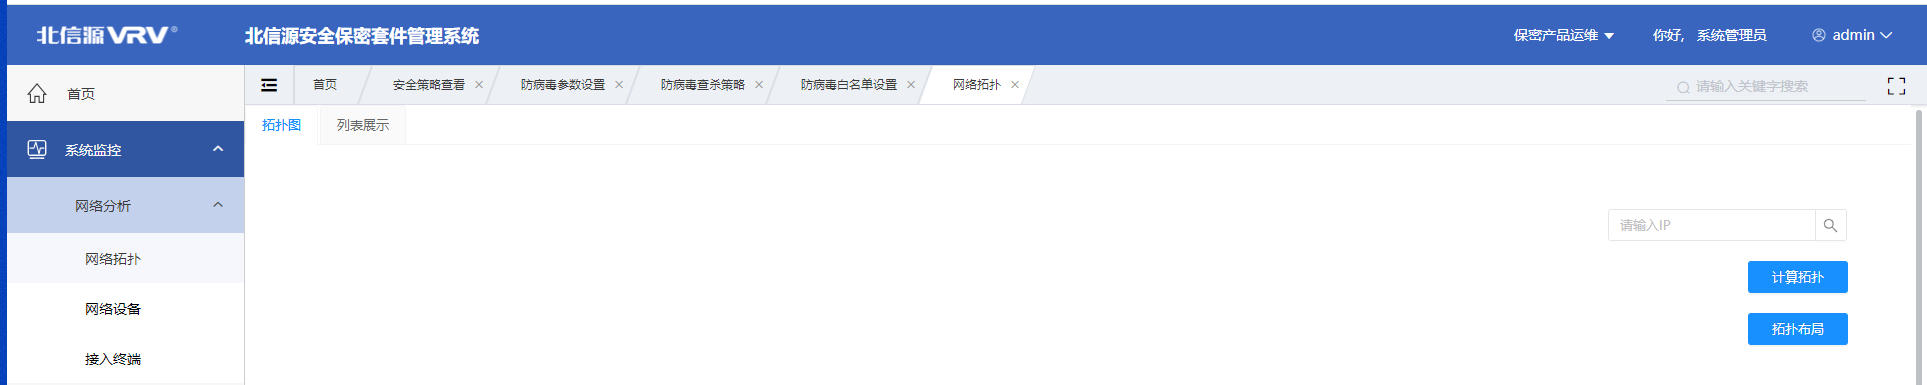 北信源VRV®
北信源安全保密套件管理系统
保密产品运维
你好， 系统管理员
admin
首页
首页
安全策略查看
防病毒参数设置
防病毒查杀策略
防病毒白名单设置
网络拓扑
请输入关键字搜索
拓扑图
列表展示
系统监控
网络分析
网络拓扑
网络设备
接入终端
请输入IP
计算拓扑
拓扑布局